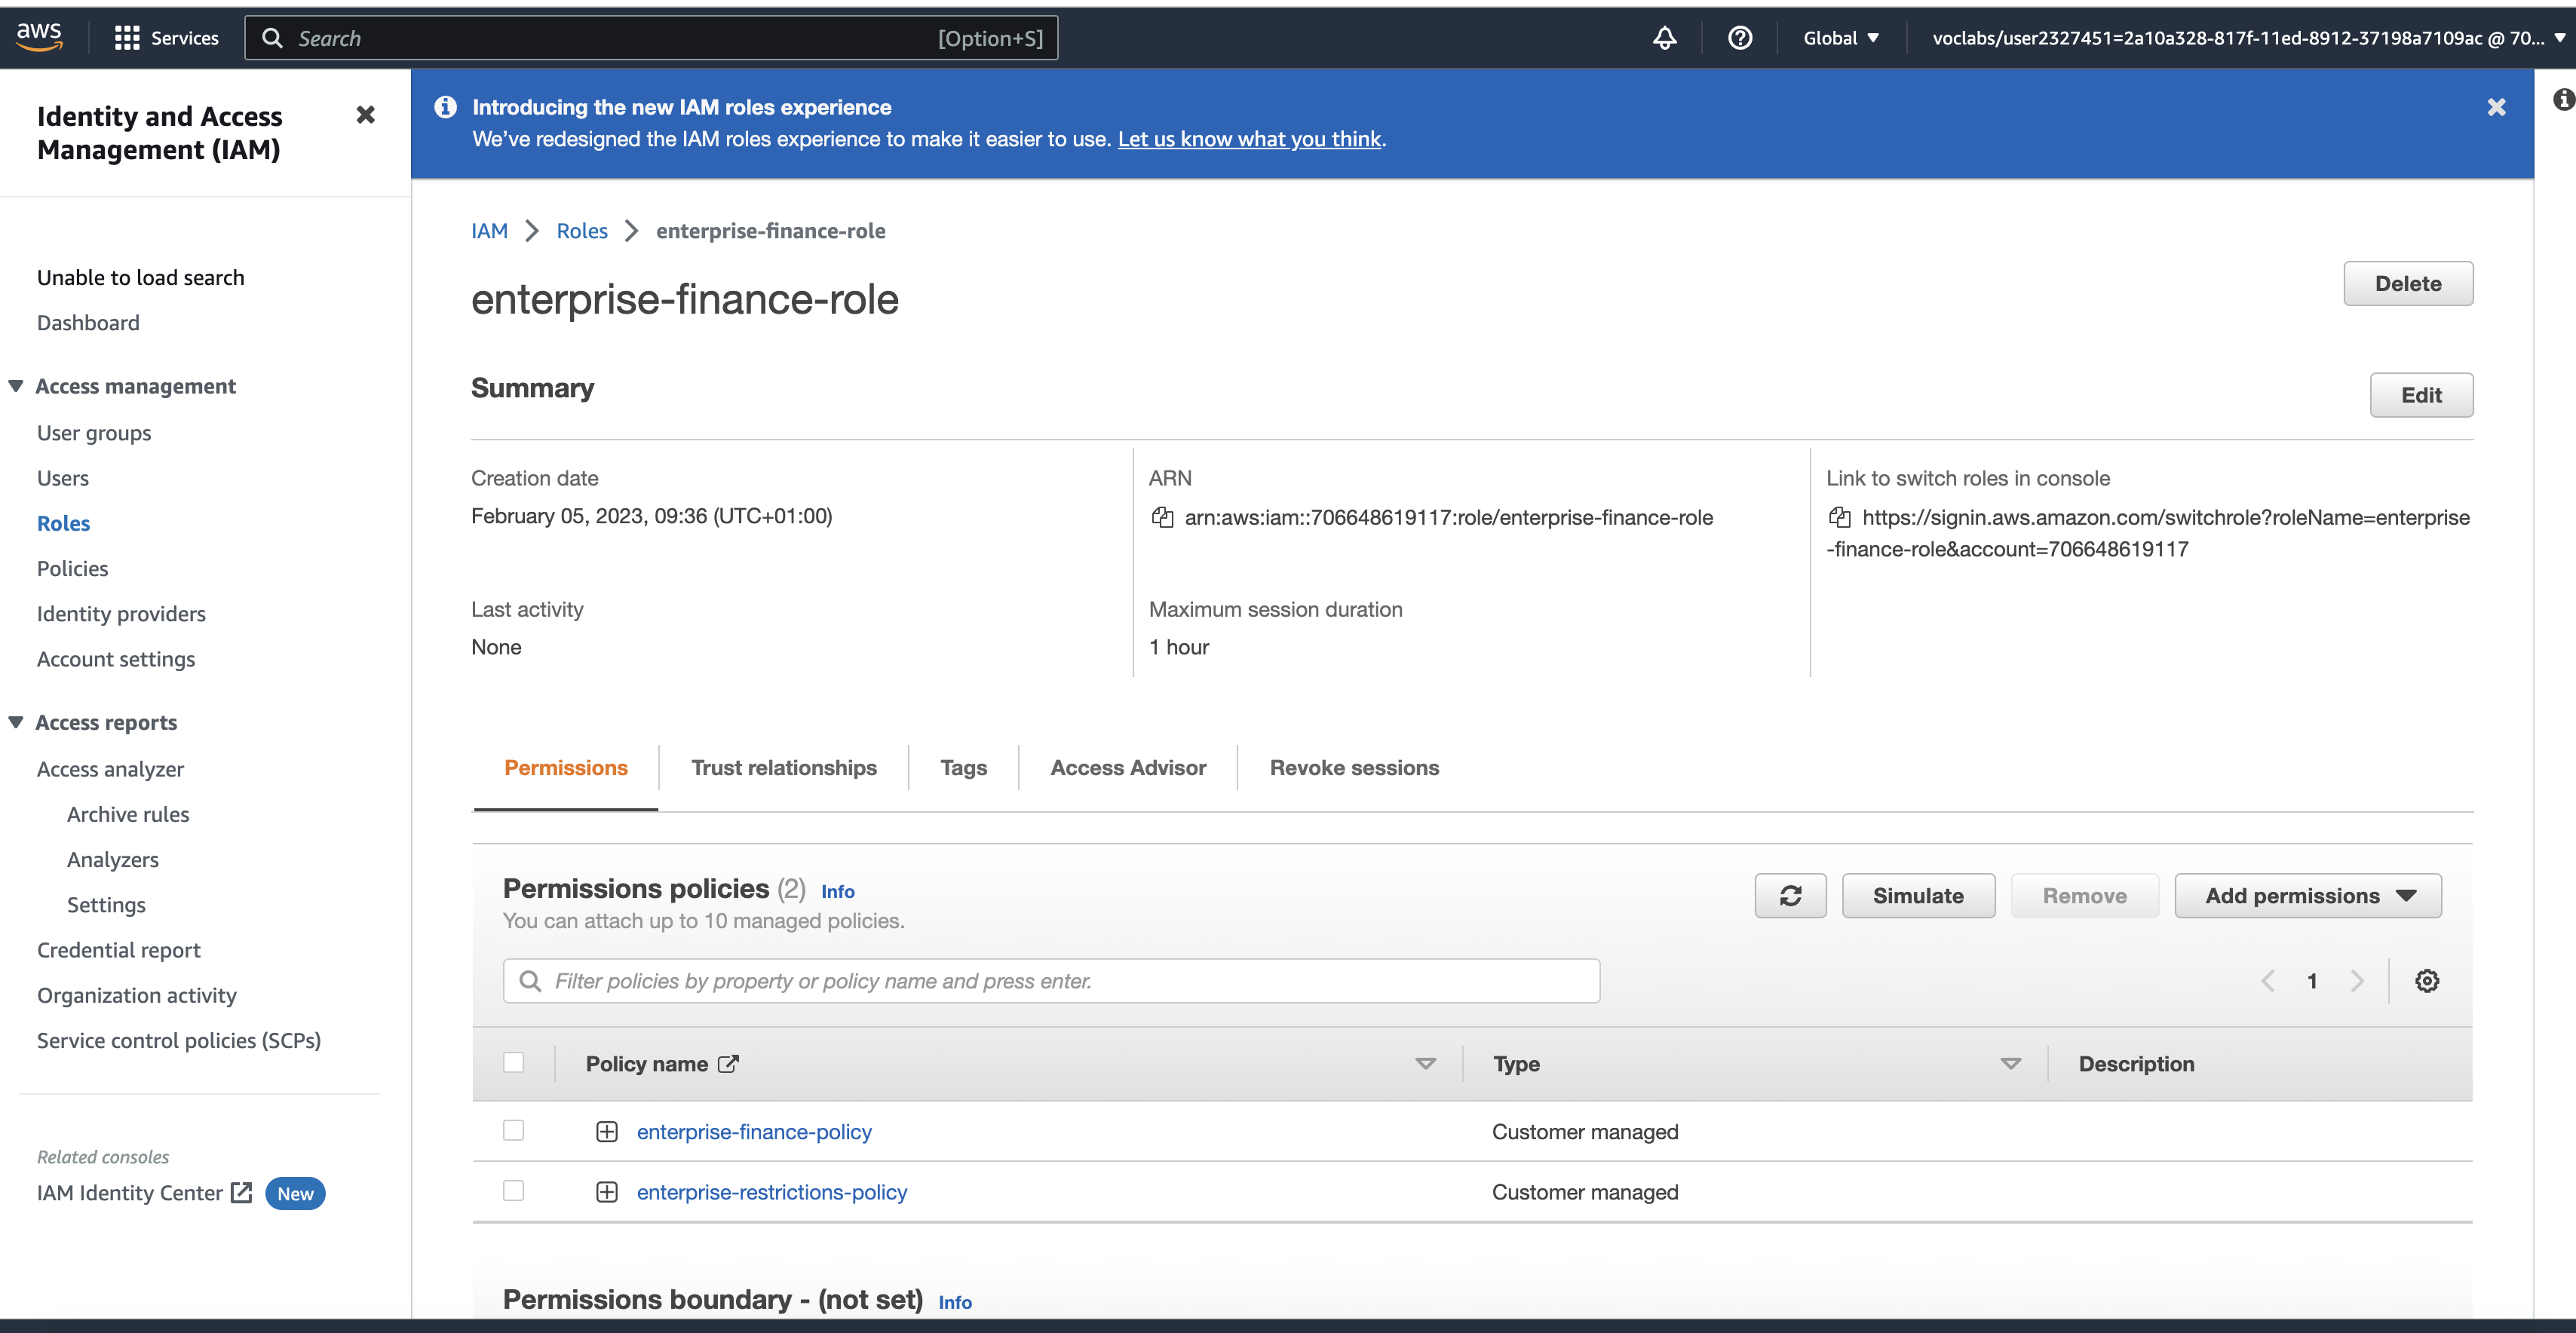 aws
Services
Search
[Option+S]
Global
voclabs/user2327451=2a10a328-817f-11ed-8912-37198a7109ac @ 70...
Identity and Access
Management (IAM)
Unable to load search
Dashboard
Access management
User groups
Users
Roles
Policies
Identity providers
Account settings
Access reports
Access analyzer
Archive rules
Analyzers
Settings
Credential report
Organization activity
Service control policies (SCPs)
Related consoles
IAM Identity Center New
Introducing the new IAM roles experience
We've redesigned the IAM roles experience to make it easier to use. Let us know what you think.
IAM Roles enterprise-finance-role
enterprise-finance-role
Delete
Summary
Edit
Creation date
February 05, 2023, 09:36 (UTC+01:00)
ARN
arn:aws:iam::706648619117:role/enterprise-finance-role
Link to switch roles in console
https://signin.aws.amazon.com/switchrole?roleName=enterprise
-finance-role&account=706648619117
Last activity
None
Maximum session duration
1 hour
Permissions
Trust relationships
Tags
Access Advisor
Revoke sessions
Permissions policies (2) Info
You can attach up to 10 managed policies.
Simulate
Remove
Add permissions
Filter policies by property or policy name and press enter.
1
Policy name
Type
Description
enterprise-finance-policy
Customer managed
enterprise-restrictions-policy
Customer managed
Permissions boundary - (not set) Info